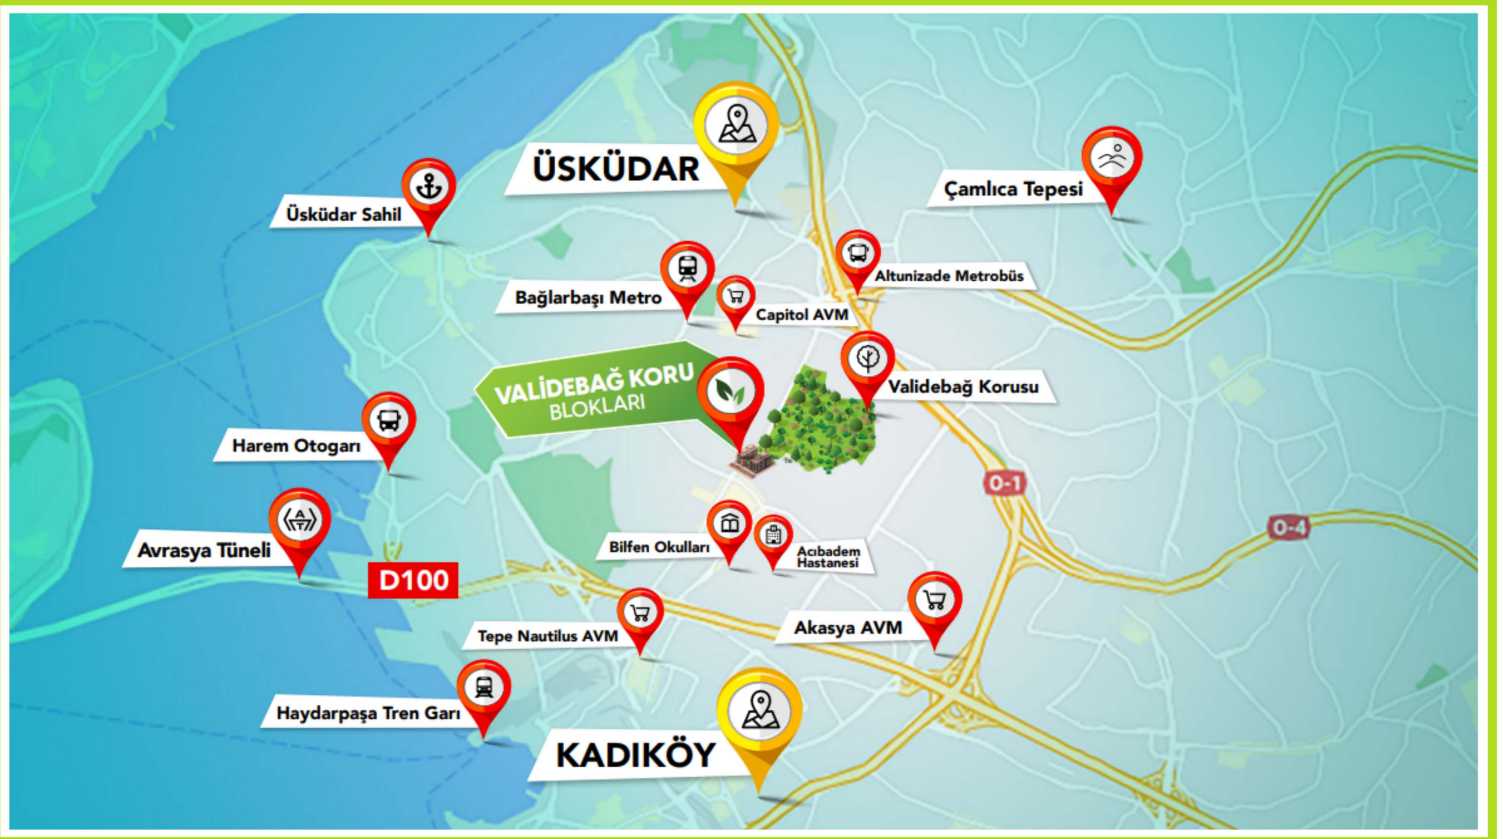 ÜSKÜDAR
Çamlıca Tepesi
Üsküdar Sahil
Altunizade Metrobüs
Bağlarbaşı Metro
Capitol AVM
VALİDEBAĞ KORU
BLOKLARI
Validebağ Korusu
Harem Otogarı
O-1
A
T
Avrasya Tüneli
O-4
Bilfen Okulları
H
Acıbadem
Hastanesi
D100
Tepe Nautilus AVM
Akasya AVM
Haydarpaşa Tren Garı
KADIKÖY